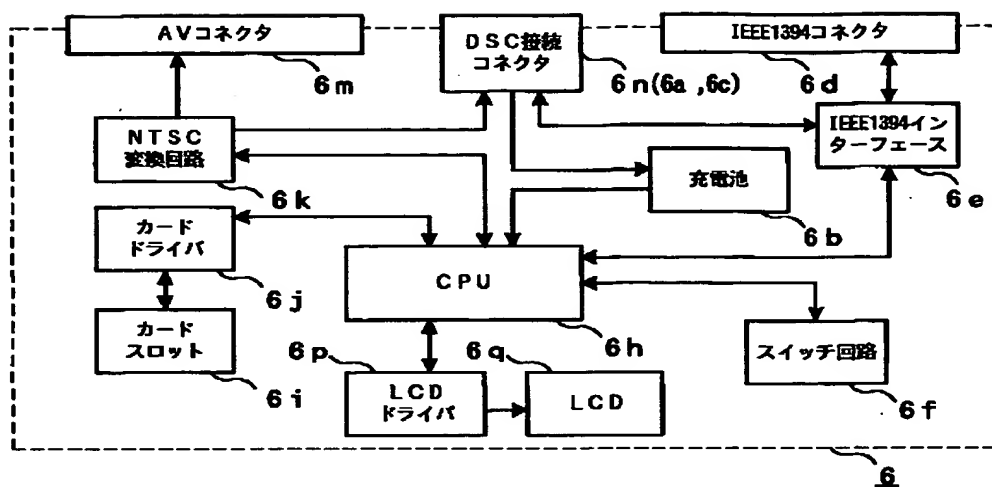 AVコネクタ
6m
DSC接続
コネクタ
6n(6a,6c)
IEEE1394コネクタ
6d
NTSC
変換回路
6k
IEEE1394イン
ターフェース
6e
充電池
6b
カード
ドライバ
6j
CPU
6h
カード
スロット
6i
スイッチ回路
6f
6p
LCD
ドライバ
6q
LCD
6